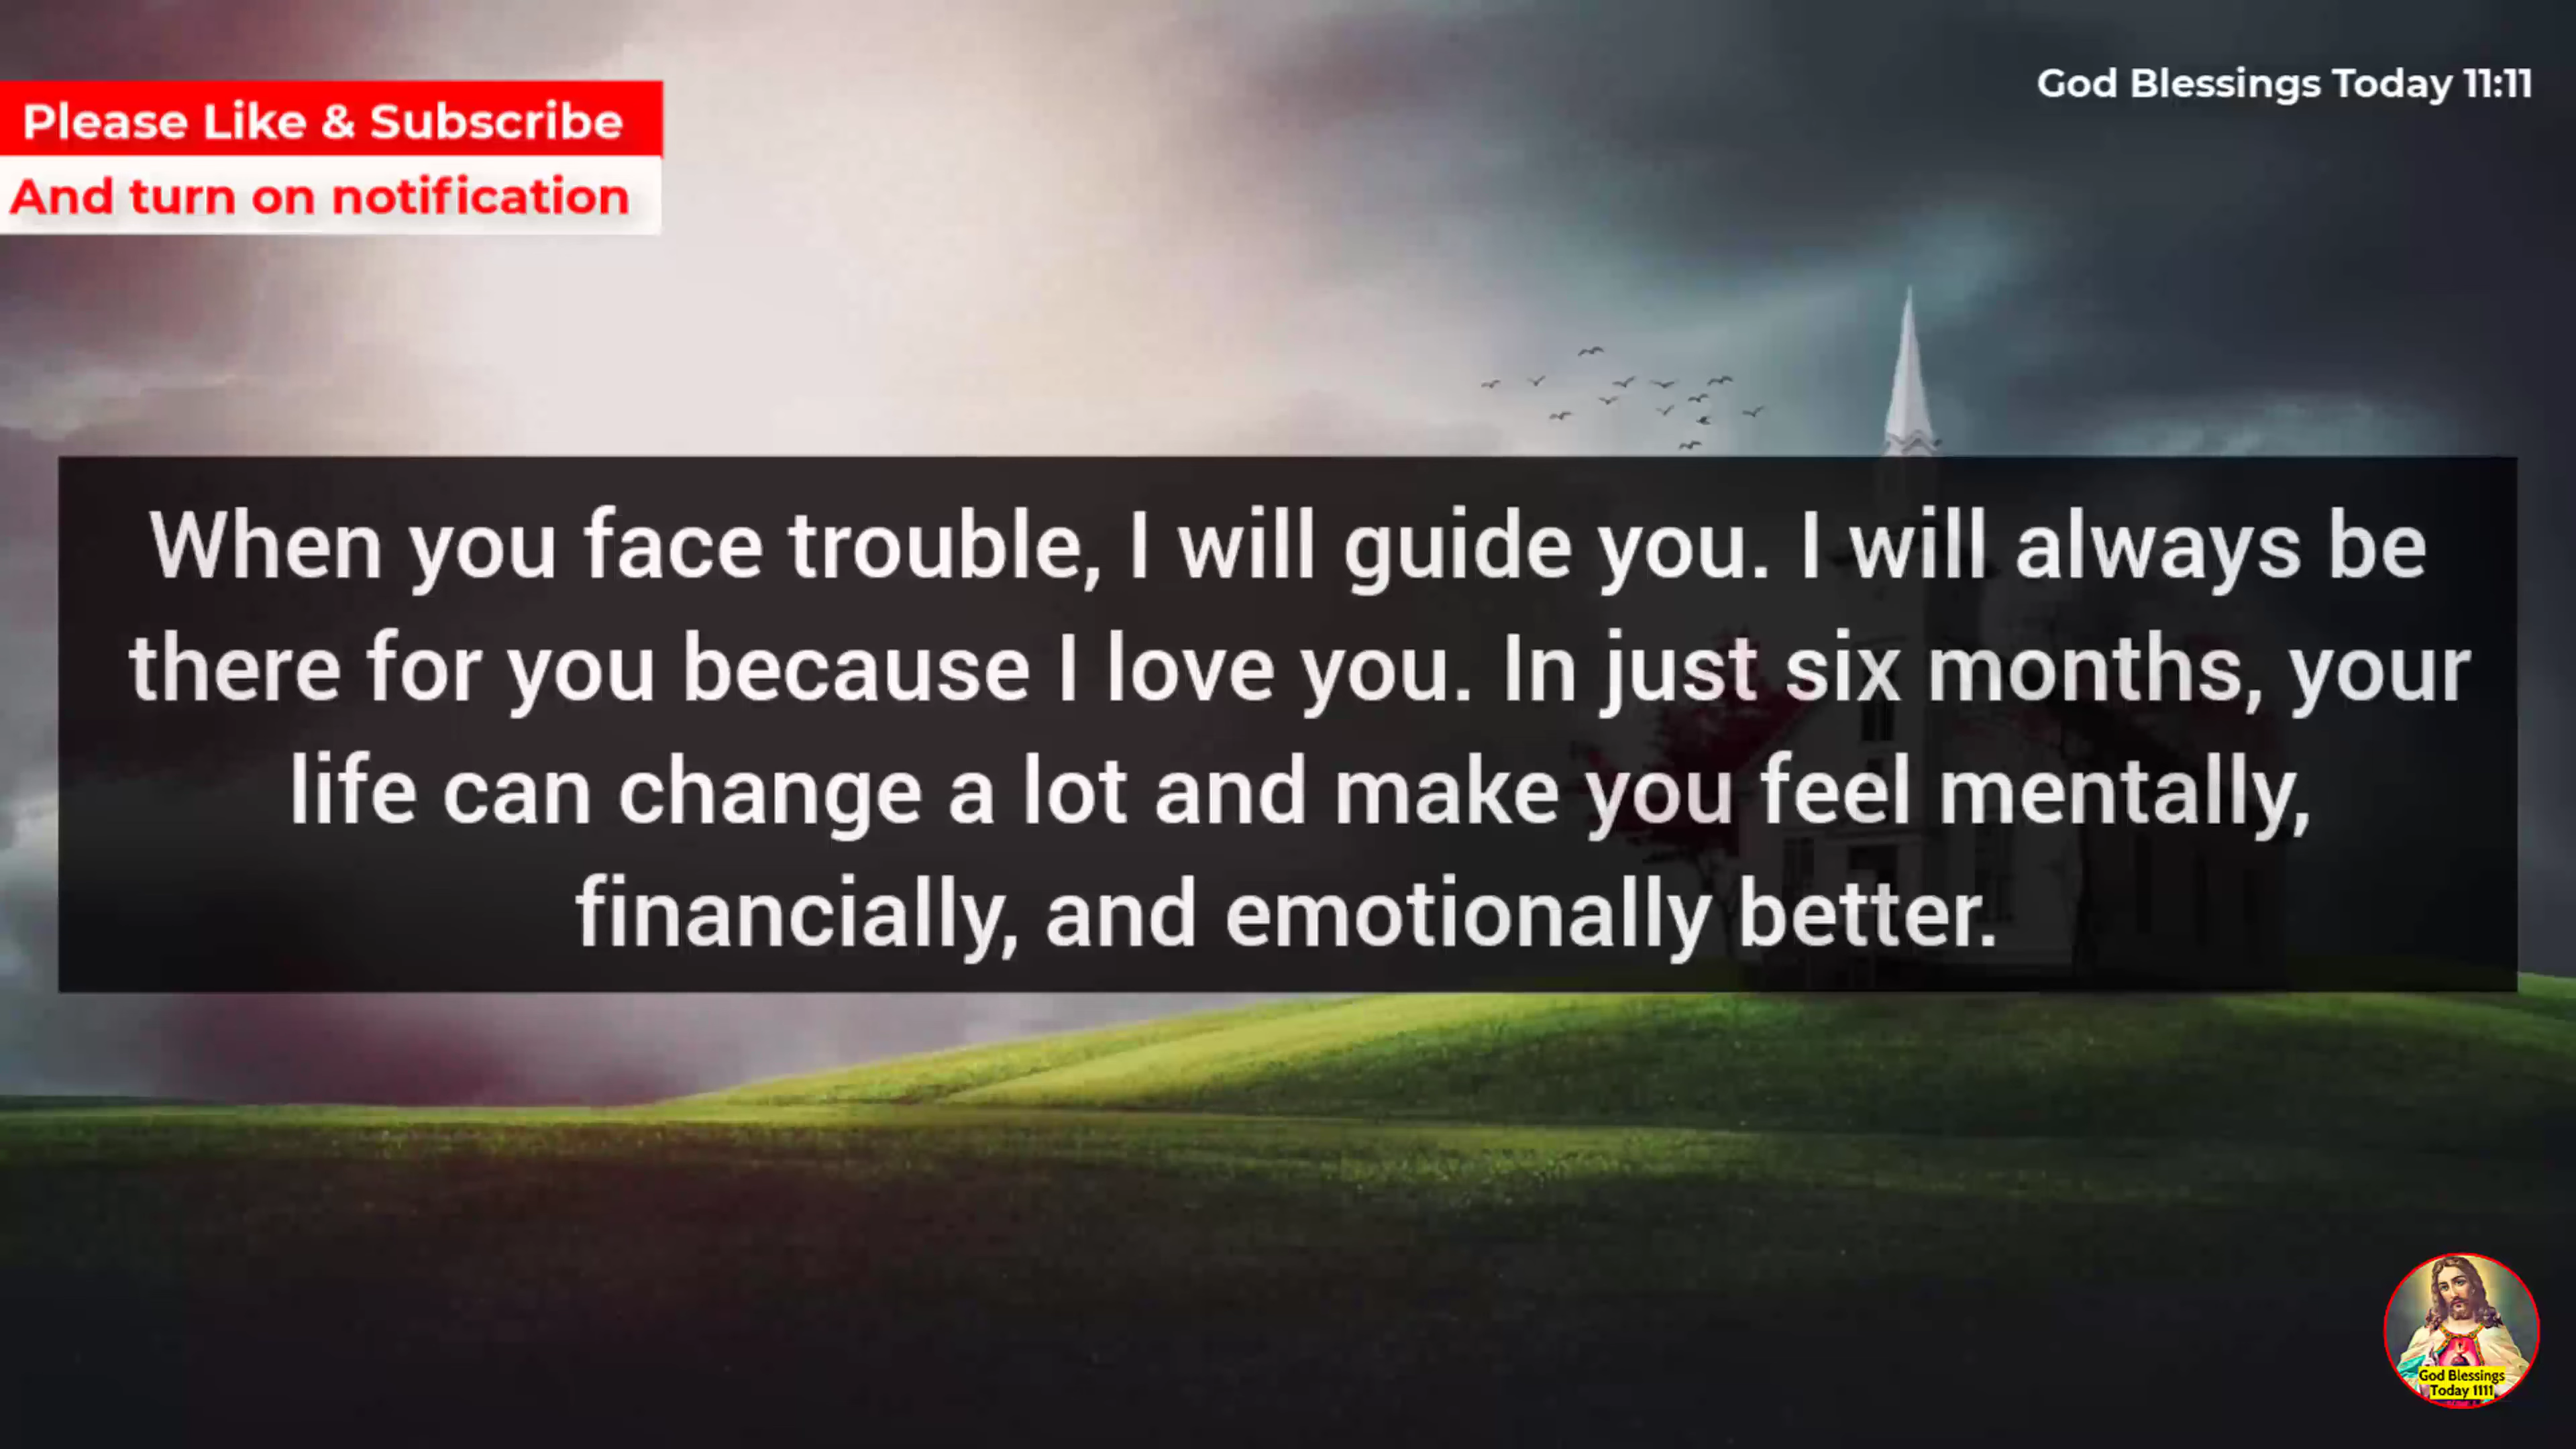 Please Like & Subscribe
And turn on notification
God Blessings Today 11:11
When you face trouble, I will guide you. I will always be
there for you because I love you. In just six months, your
life can change a lot and make you feel mentally,
financially, and emotionally better.
God Blessings
Today 1111